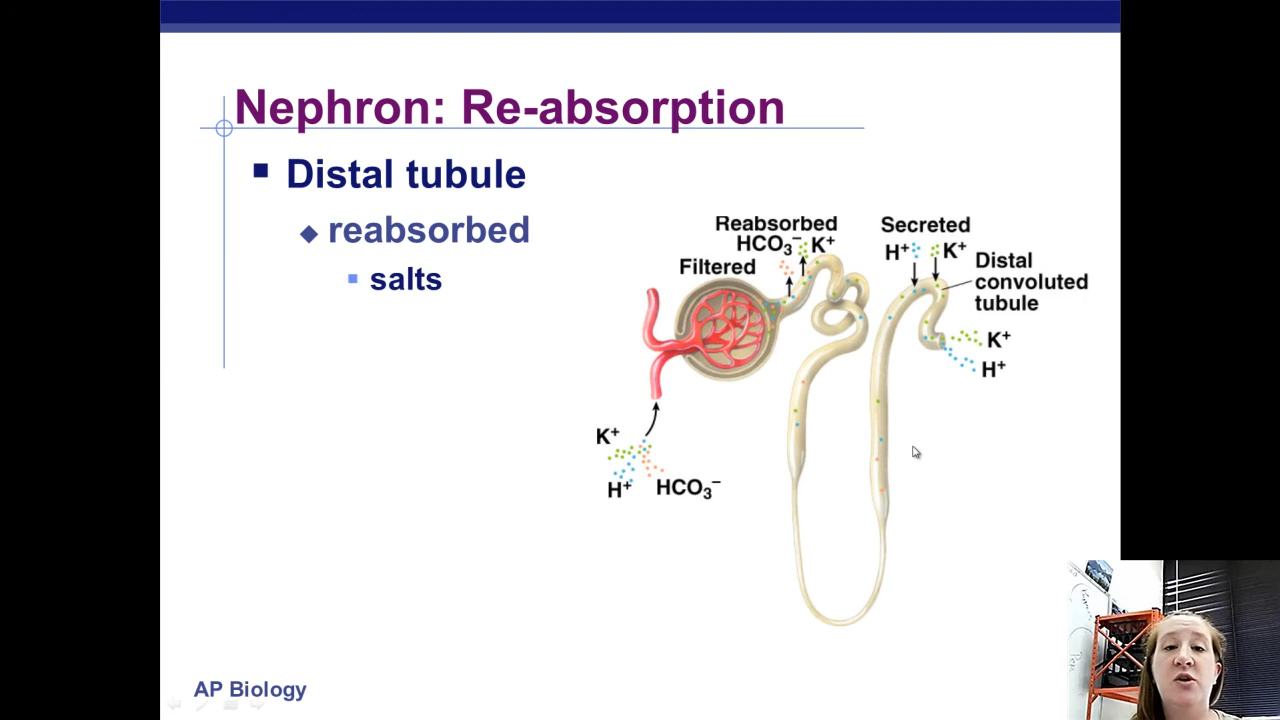 Nephron: Re-absorption
Distal tubule
reabsorbed
salts
Reabsorbed
HCO₃⁻ K⁺
Filtered
Secreted
H⁺ K⁺
Distal
convoluted
tubule
K⁺
H⁺
K⁺
H⁺ HCO₃⁻
AP Biology